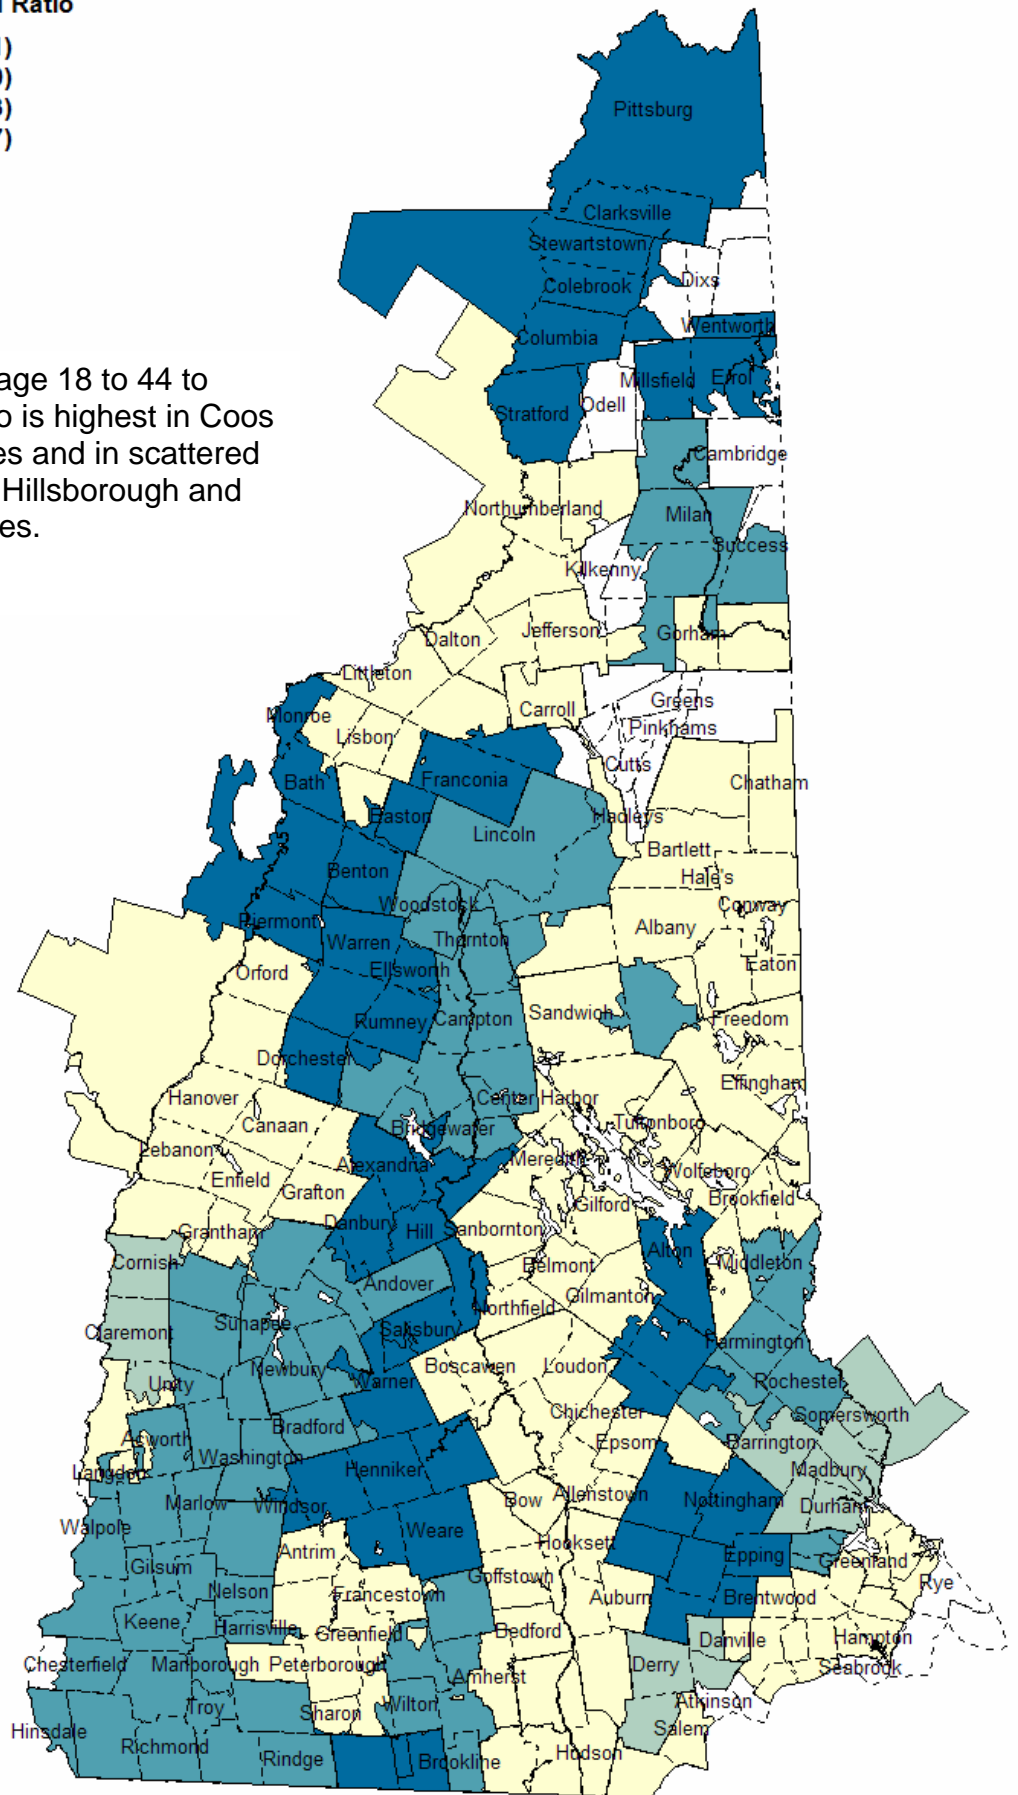 Ratio
)
)
)
)
Pittsburg
Clarksville
Stewartstown
Dixs
Colebrook
Wentworth
Columbia
age 18 to 44 to
o is highest in Coos
es and in scattered
Hillsborough and
es.
Millsfield Errol
Odell
Stratford
Cambridge
Northumberland
Milan
Success
Kilkenny
Jefferson
Gorham
Dalton
Littleton
Greens
Carroll
Monroe
Pinkhams
Lisbon
Cutts
Franconia
Bath
Chatham
Easton
Hadleys
Lincoln
Bartlett
Benton
Hale's
Woodstock
Conway
Piermont
Albany
Warren
Thornton
Eaton
Orford
Ellsworth
Sandwich
Rumney Campton
Freedom
Dorchester
Effingham
Hanover
Center Harbor
Canaan
Tuftonboro
Bridgewater
Lebanon
Meredith
Alexandria
Wolfeboro
Enfield
Grafton
Brookfield
Gilford
Danbury
Hill Sanbornton
Grantham
Alton
Cornish
Middleton
Belmont
Andover
Gilmanton
Northfield
Sunapee
Salisbury
Claremont
Farmington
Boscawen
Loudon
Newbury
Warner
Unity
Rochester
Chichester
Somersworth
Bradford
Acworth
Epsom
Barrington
Washington
Henniker
Madbury
Langdon
Allenstown
Bow
Nottingham
Marlow
Windsor
Durham
Walpole
Weare
Hooksett
Antrim
Epping
Greenland
Gilsum
Goffstown
Rye
Nelson
Francestown
Auburn
Brentwood
Keene
Harrisville
Greenfield
Bedford
Danville
Hampton
Chesterfield
Marlborough Peterborough
Derry
Seabrook
Amherst
Atkinson
Troy
Sharon
Wilton
Salem
Hinsdale
Richmond
Hudson
Rindge
Brookline